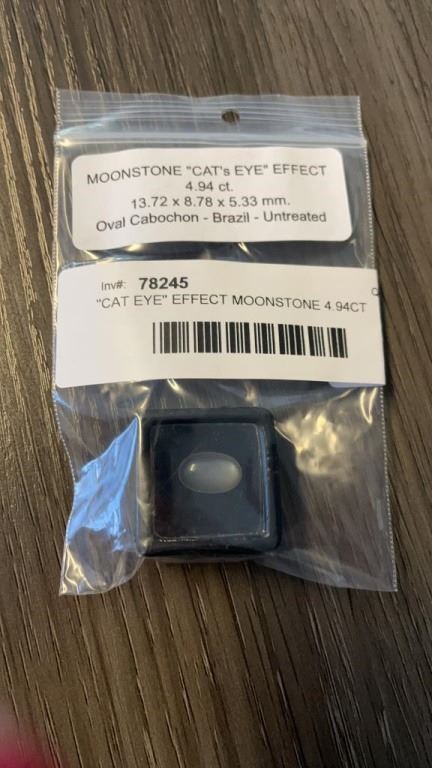 MOONSTONE "CAT's EYE" EFFECT
4.94 ct.
13.72 x 8.78 x 5.33 mm.
Oval Cabochon - Brazil - Untreated
Inv#: 78245
"CAT EYE" EFFECT MOONSTONE 4.94CT